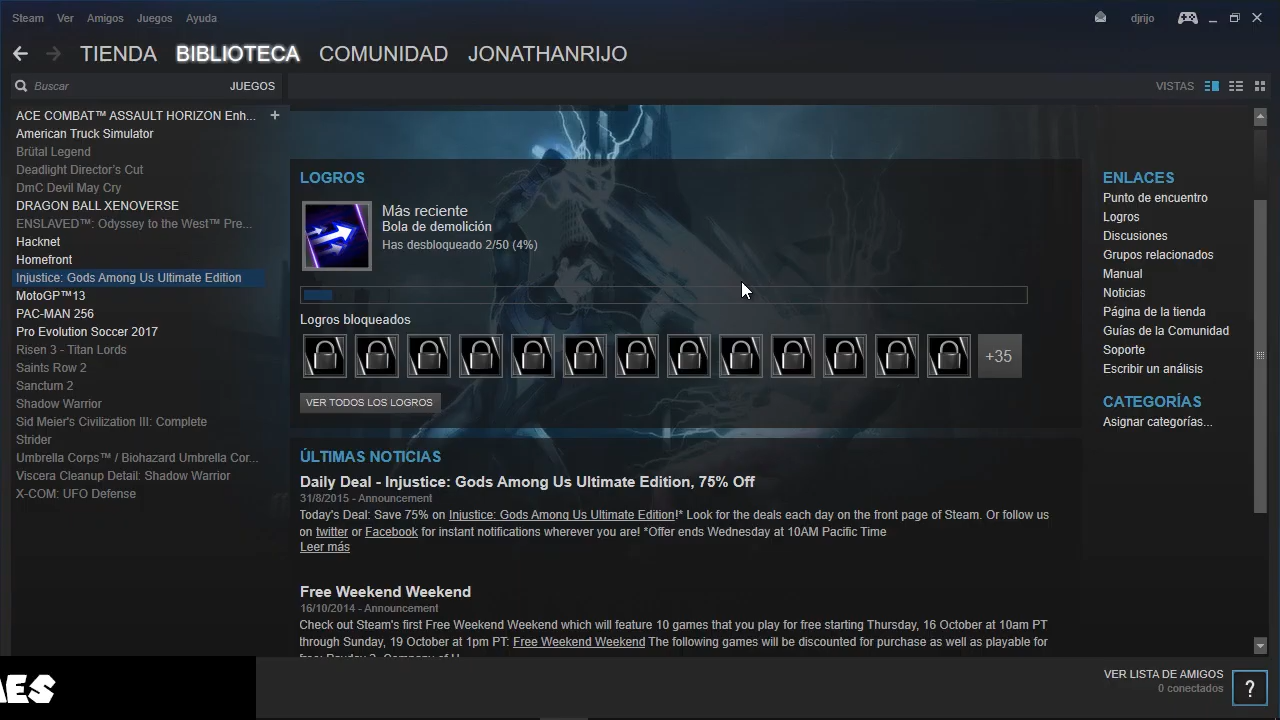 Steam Ver Amigos Juegos Ayuda
djrijo
TIENDA BIBLIOTECA COMUNIDAD JONATHANRIJO
Buscar JUEGOS
VISTAS
ACE COMBAT™ ASSAULT HORIZON Enh... +
American Truck Simulator
Brütal Legend
Deadlight Director's Cut
DmC Devil May Cry
DRAGON BALL XENOVERSE
ENSLAVED™: Odyssey to the West™ Pre...
Hacknet
Homefront
Injustice: Gods Among Us Ultimate Edition
MotoGP™13
PAC-MAN 256
Pro Evolution Soccer 2017
Risen 3 - Titan Lords
Saints Row 2
Sanctum 2
Shadow Warrior
Sid Meier's Civilization III: Complete
Strider
Umbrella Corps™ / Biohazard Umbrella Cor...
Viscera Cleanup Detail: Shadow Warrior
X-COM: UFO Defense
LOGROS
Más reciente
Bola de demolición
Has desbloqueado 2/50 (4%)
Logros bloqueados
+35
VER TODOS LOS LOGROS
ÚLTIMAS NOTICIAS
Daily Deal - Injustice: Gods Among Us Ultimate Edition, 75% Off
31/8/2015 - Announcement
Today's Deal: Save 75% on Injustice: Gods Among Us Ultimate Edition!* Look for the deals each day on the front page of Steam. Or follow us
on twitter or Facebook for instant notifications wherever you are! *Offer ends Wednesday at 10AM Pacific Time
Leer más
Free Weekend Weekend
16/10/2014 - Announcement
Check out Steam's first Free Weekend Weekend which will feature 10 games that you play for free starting Thursday, 16 October at 10am PT
through Sunday, 19 October at 1pm PT: Free Weekend Weekend The following games will be discounted for purchase as well as playable for
ENLACES
Punto de encuentro
Logros
Discusiones
Grupos relacionados
Manual
Noticias
Página de la tienda
Guías de la Comunidad
Soporte
Escribir un análisis
CATEGORÍAS
Asignar categorías...
VER LISTA DE AMIGOS
0 conectados
?